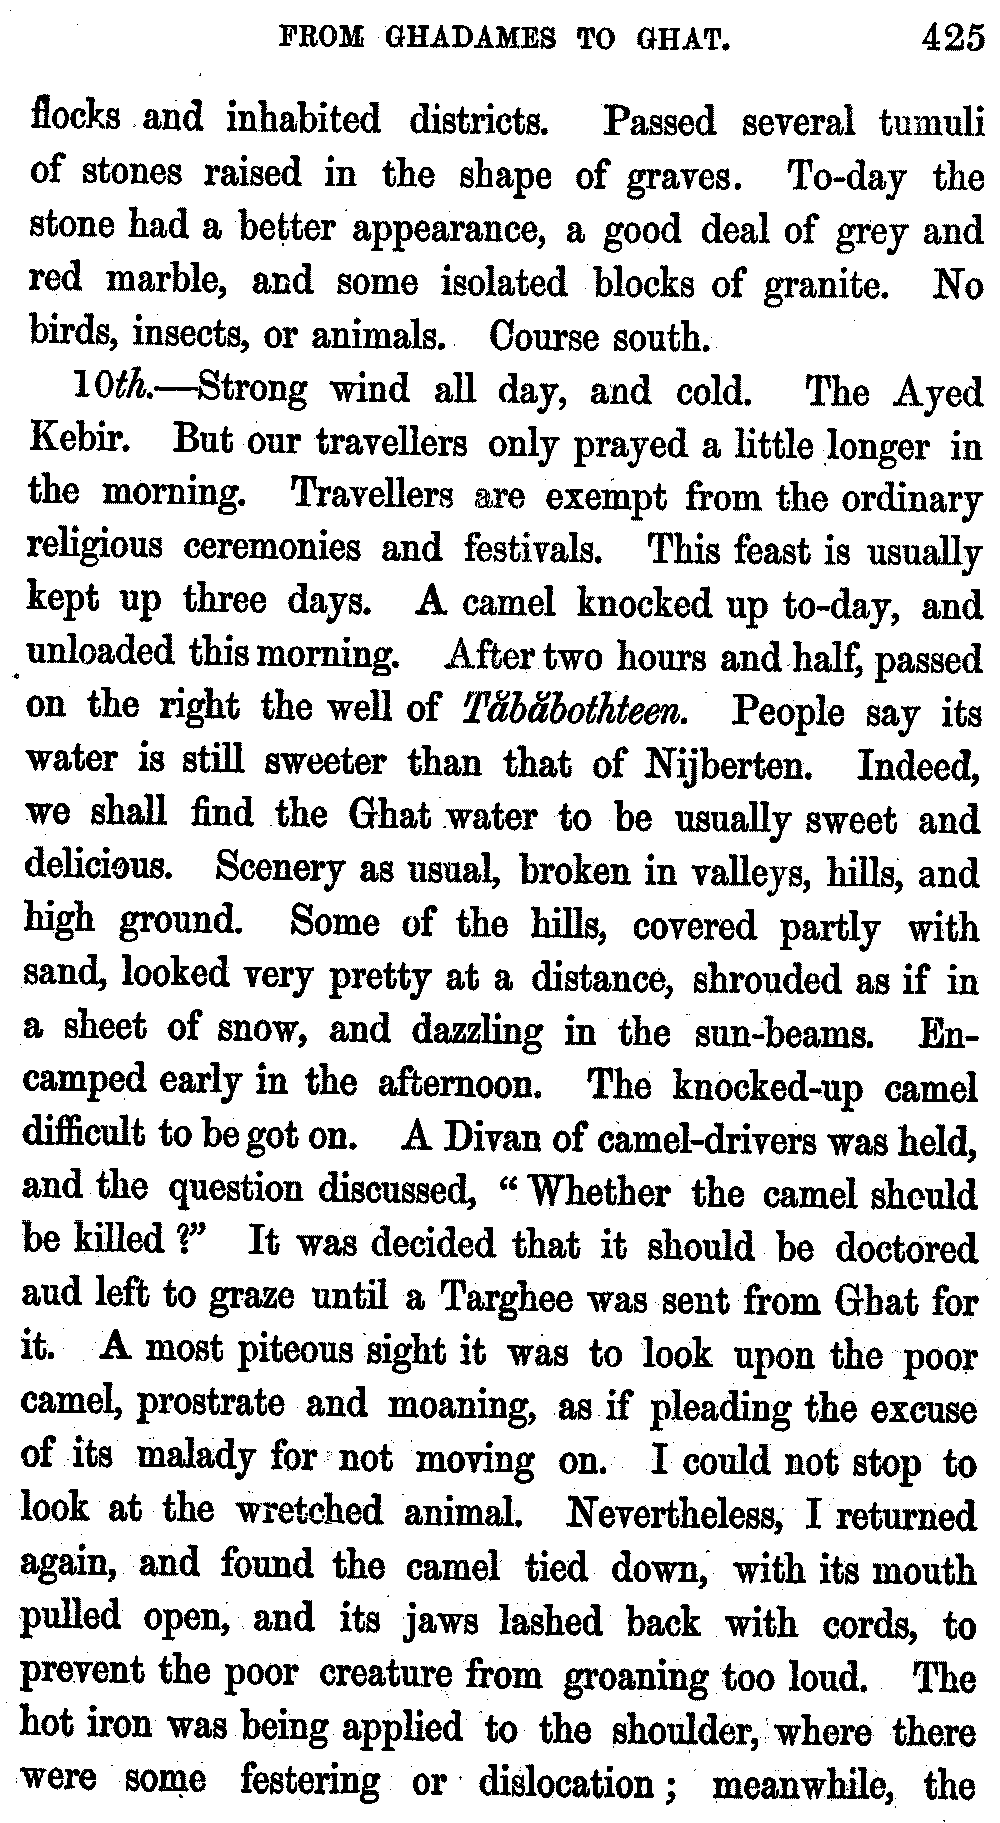 FROM GHADAMES TO GHAT. 425
flocks and inhabited districts. Passed several tumuli
of stones raised in the shape of graves. To-day the
stone had a better appearance, a good deal of grey and
red marble, and some isolated blocks of granite. No
birds, insects, or animals. Course south.
10th.—Strong wind all day, and cold. The Ayed
Kebir. But our travellers only prayed a little longer in
the morning. Travellers are exempt from the ordinary
religious ceremonies and festivals. This feast is usually
kept up three days. A camel knocked up to-day, and
unloaded this morning. After two hours and half, passed
on the right the well of Tăbăbothteen. People say its
water is still sweeter than that of Nijberten. Indeed,
we shall find the Ghat water to be usually sweet and
delicious. Scenery as usual, broken in valleys, hills, and
high ground. Some of the hills, covered partly with
sand, looked very pretty at a distance, shrouded as if in
a sheet of snow, and dazzling in the sun-beams. En-
camped early in the afternoon. The knocked-up camel
difficult to be got on. A Divan of camel-drivers was held,
and the question discussed, “Whether the camel should
be killed?” It was decided that it should be doctored
aud left to graze until a Targhee was sent from Ghat for
it. A most piteous sight it was to look upon the poor
camel, prostrate and moaning, as if pleading the excuse
of its malady for not moving on. I could not stop to
look at the wretched animal. Nevertheless, I returned
again, and found the camel tied down, with its mouth
pulled open, and its jaws lashed back with cords, to
prevent the poor creature from groaning too loud. The
hot iron was being applied to the shoulder, where there
were some festering or dislocation; meanwhile, the